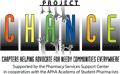 PROJECT
CHANCE
CHAPTERS HELPING ADVOCATE FOR NEEDY COMMUNITIES EVERYWHERE
Supported by the Pharmacy Services Support Center
in cooperation with the APhA Academy of Student Pharmacists